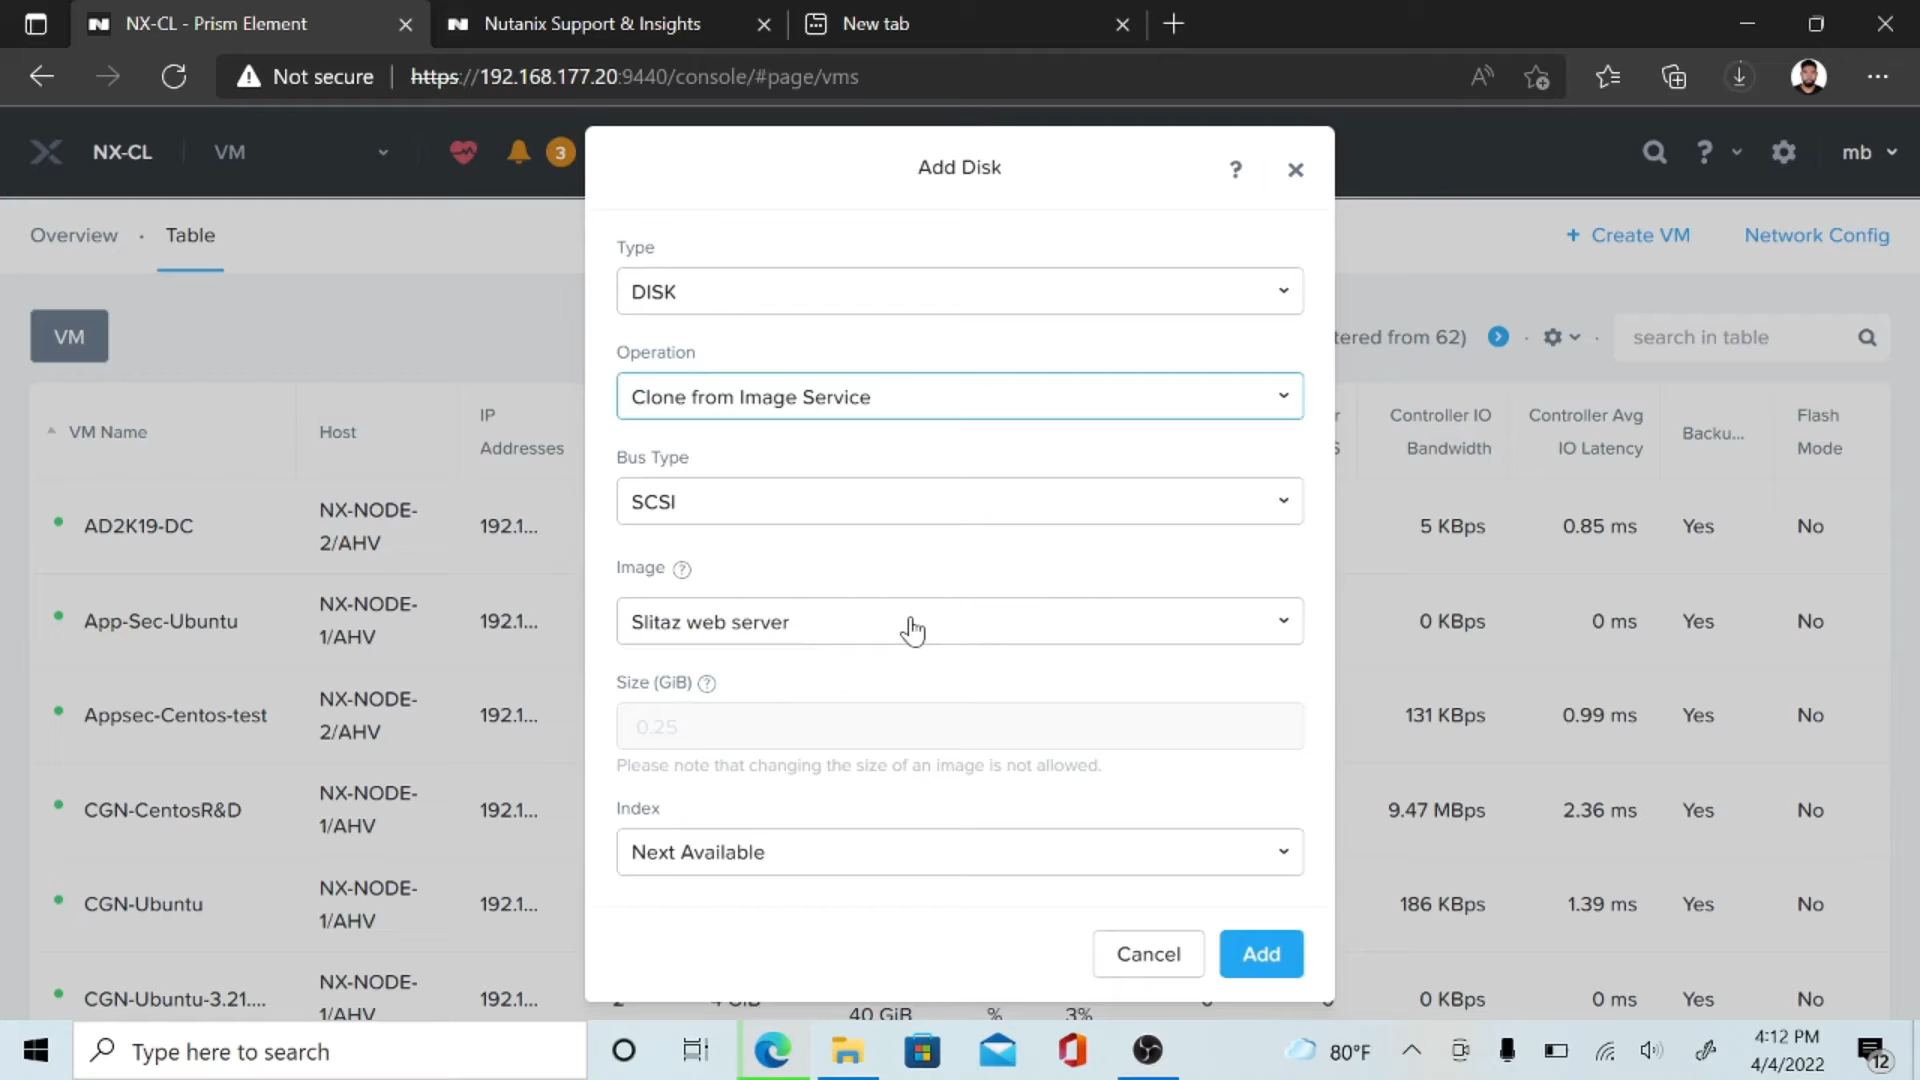 NX-CL - Prism Element
Nutanix Support & Insights
New tab
Not secure
https://192.168.177.20:9440/console/#page/vms
NX-CL
VM
3
mb
Overview · Table
+ Create VM
Network Config
VM
tered from 62)
search in table
VM Name
Host
IP Addresses
Controller IO Bandwidth
Controller Avg IO Latency
Backu...
Flash Mode
AD2K19-DC
NX-NODE-2/AHV
192.1...
5 KBps
0.85 ms
Yes
No
App-Sec-Ubuntu
NX-NODE-1/AHV
192.1...
0 KBps
0 ms
Yes
No
Appsec-Centos-test
NX-NODE-2/AHV
192.1...
131 KBps
0.99 ms
Yes
No
CGN-CentosR&D
NX-NODE-1/AHV
192.1...
9.47 MBps
2.36 ms
Yes
No
CGN-Ubuntu
NX-NODE-1/AHV
192.1...
186 KBps
1.39 ms
Yes
No
CGN-Ubuntu-3.21....
NX-NODE-1/AHV
192.1...
40 GiB
%
3%
0 KBps
0 ms
Yes
No
Add Disk
?
Type
DISK
Operation
Clone from Image Service
Bus Type
SCSI
Image ?
Slitaz web server
Size (GiB) ?
0.25
Please note that changing the size of an image is not allowed.
Index
Next Available
Cancel
Add
Type here to search
80°F
4:12 PM
4/4/2022
12